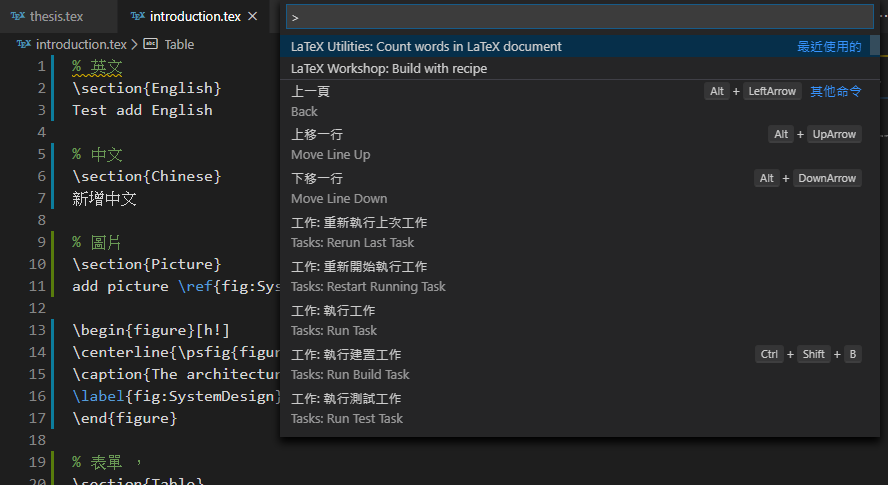 TEX thesis.tex
TEX introduction.tex ×
TEX introduction.tex > abc Table
1 % 英文
2 \section{English}
3 Test add English
4
5 % 中文
6 \section{Chinese}
7 新增中文
8
9 % 圖片
10 \section{Picture}
11 add picture \ref{fig:Sys
12
13 \begin{figure}[h!]
14 \centerline{\psfig{figur
15 \caption{The architectur
16 \label{fig:SystemDesign}
17 \end{figure}
18
19 % 表單 ，
20 \section{Table}
>
LaTeX Utilities: Count words in LaTeX document 最近使用的
LaTeX Workshop: Build with recipe
上一頁 Alt + LeftArrow 其他命令
Back
上移一行 Alt + UpArrow
Move Line Up
下移一行 Alt + DownArrow
Move Line Down
工作: 重新執行上次工作
Tasks: Rerun Last Task
工作: 重新開始執行工作
Tasks: Restart Running Task
工作: 執行工作
Tasks: Run Task
工作: 執行建置工作 Ctrl + Shift + B
Tasks: Run Build Task
工作: 執行測試工作
Tasks: Run Test Task